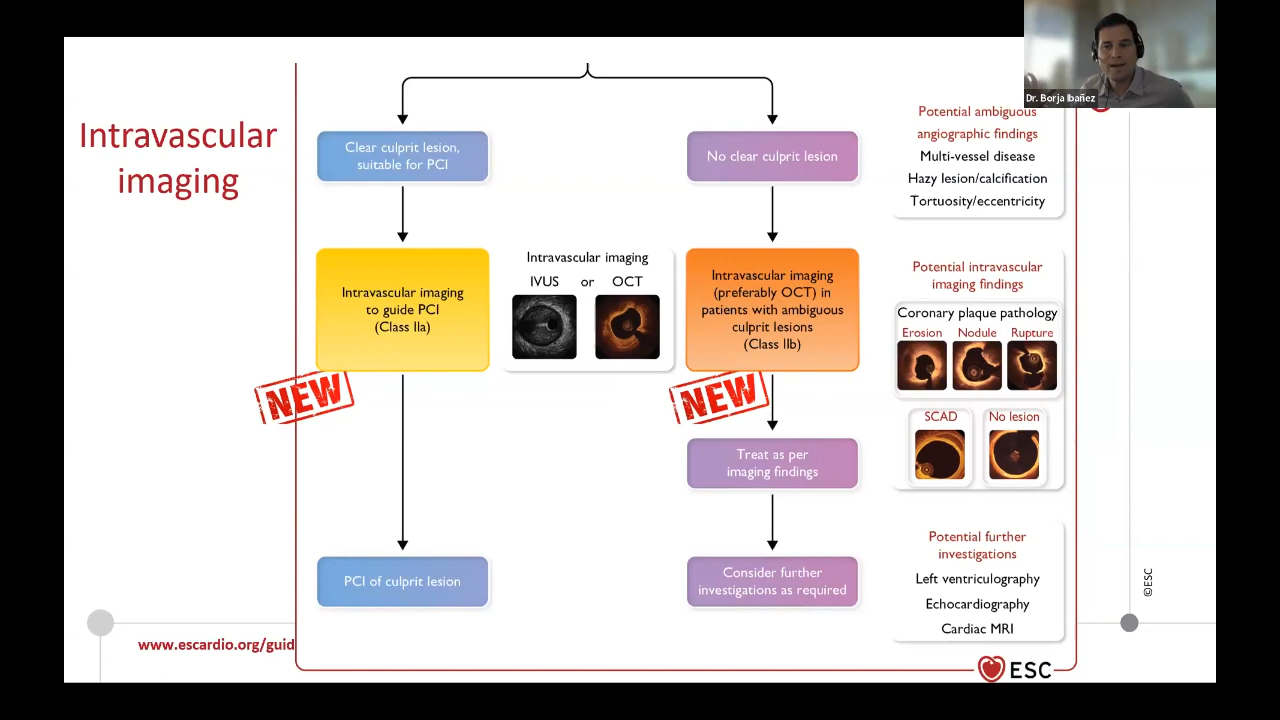 Dr. Borja Ibañez
Intravascular
imaging
Clear culprit lesion,
suitable for PCI
No clear culprit lesion
Potential ambiguous
angiographic findings
Multi-vessel disease
Hazy lesion/calcification
Tortuosity/eccentricity
Intravascular imaging
to guide PCI
(Class IIa)
NEW
Intravascular imaging
IVUS or OCT
Intravascular imaging
(preferably OCT) in
patients with ambiguous
culprit lesions
(Class IIb)
NEW
Potential intravascular
imaging findings
Coronary plaque pathology
Erosion Nodule Rupture
SCAD No lesion
Treat as per
imaging findings
PCI of culprit lesion
Consider further
investigations as required
Potential further
investigations
Left ventriculography
Echocardiography
Cardiac MRI
©ESC
www.escardio.org/guid
ESC